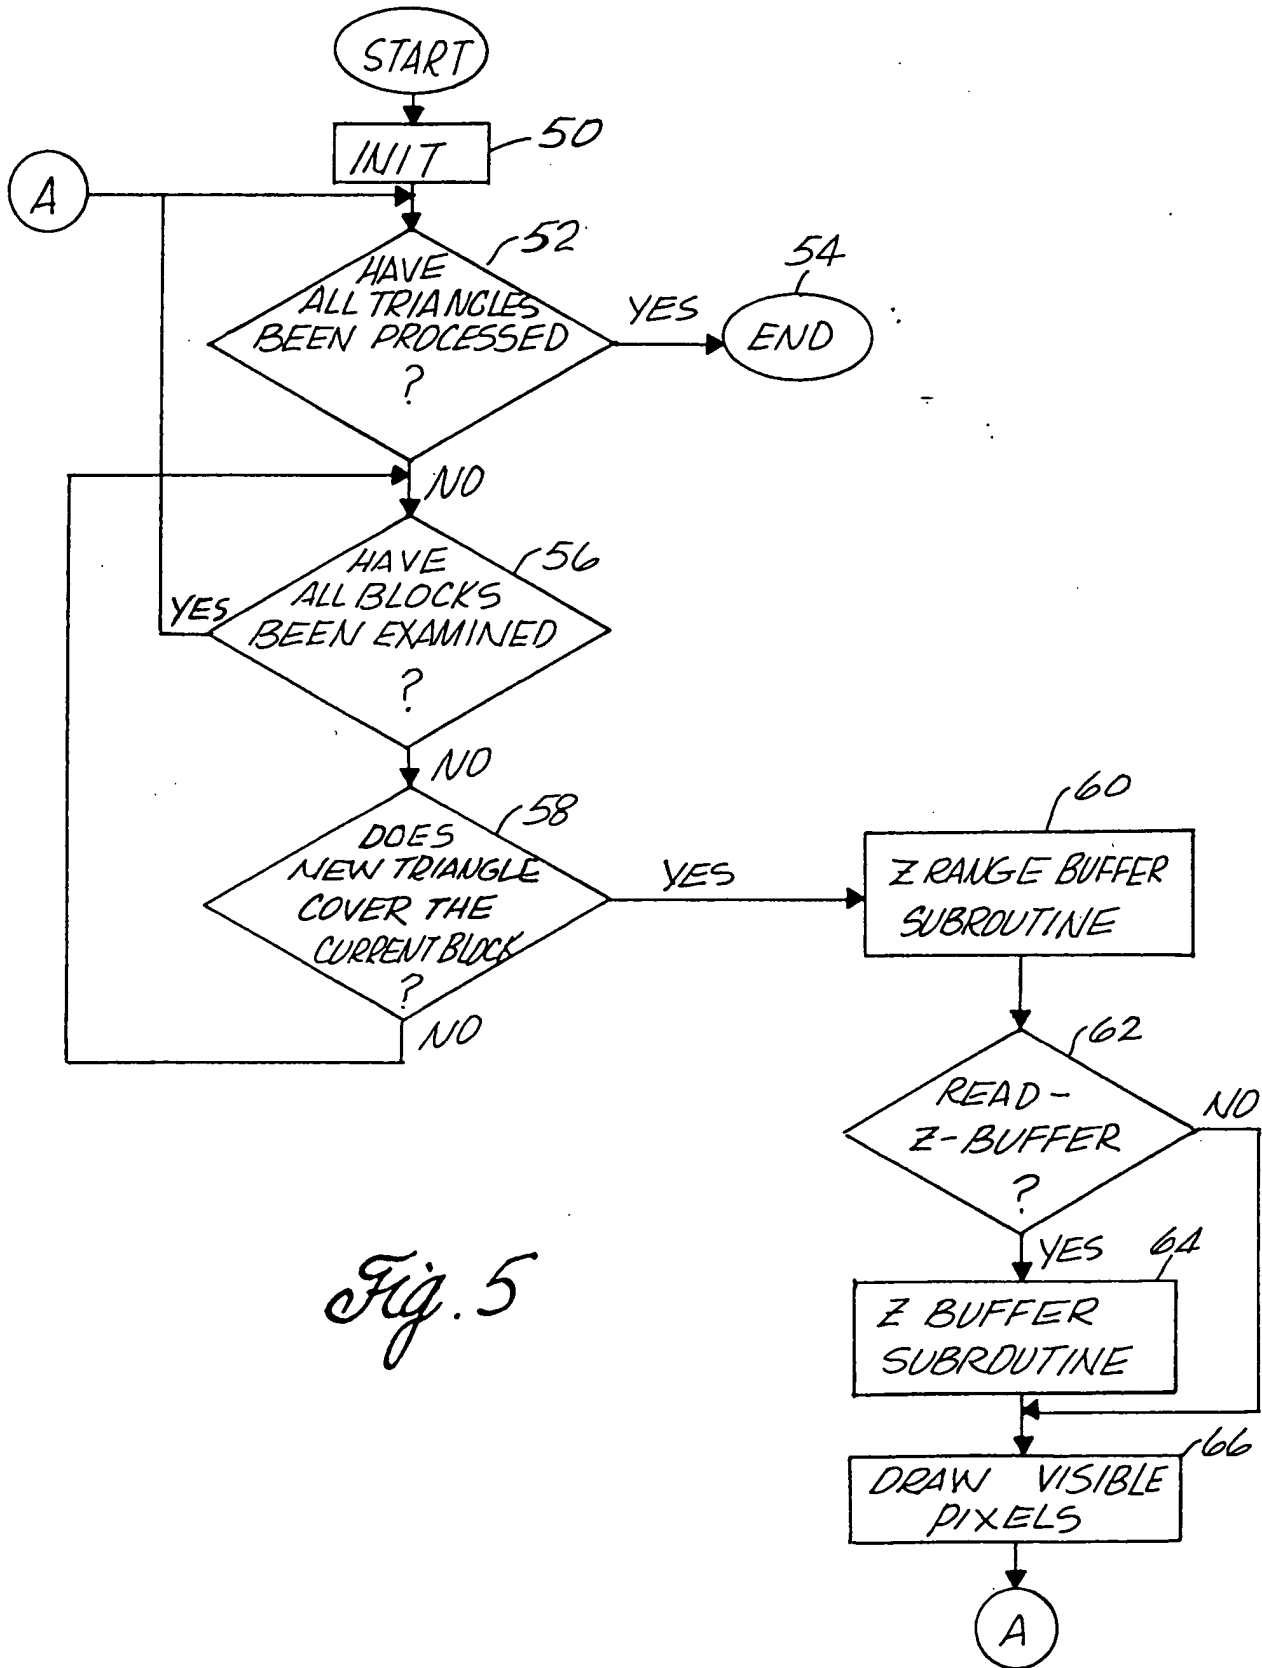 START
INIT
50
A
52
HAVE
ALL TRIANGLES
BEEN PROCESSED
?
YES
54
END
NO
56
HAVE
ALL BLOCKS
BEEN EXAMINED
?
YES
NO
58
DOES
NEW TRIANGLE
COVER THE
CURRENT BLOCK
?
YES
NO
60
Z RANGE BUFFER
SUBROUTINE
62
READ-
Z-BUFFER
?
NO
YES
64
Z BUFFER
SUBROUTINE
66
DRAW VISIBLE
PIXELS
A
Fig. 5